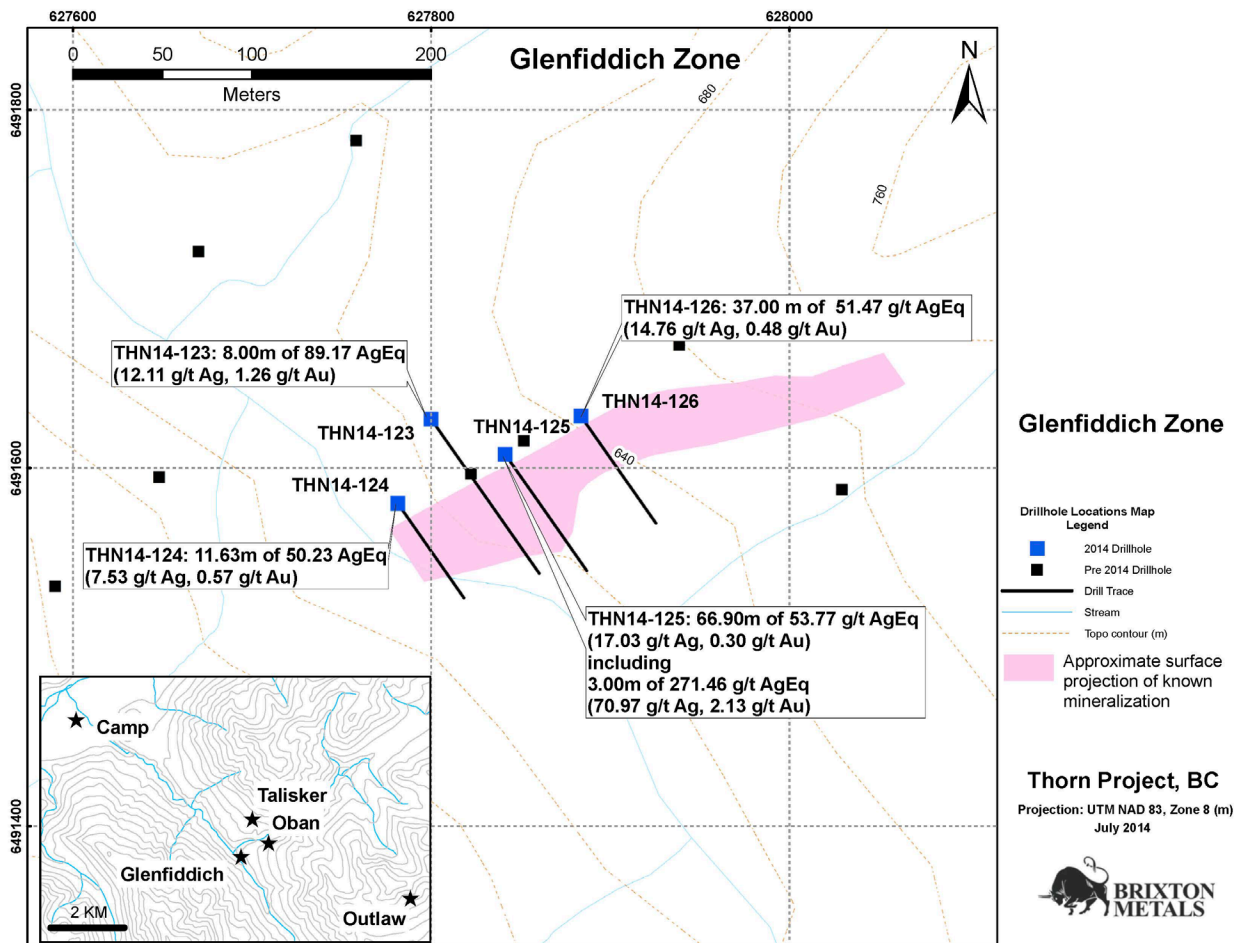 627600
627800
628000
0
100
200
50
150
Meters
Glenfiddich Zone
N
6491800
6491600
6491400
680
760
640
THN14-126: 37.00 m of 51.47 g/t AgEq
(14.76 g/t Ag, 0.48 g/t Au)
THN14-123: 8.00m of 89.17 AgEq
(12.11 g/t Ag, 1.26 g/t Au)
THN14-126
THN14-125
THN14-123
THN14-124
THN14-124: 11.63m of 50.23 AgEq
(7.53 g/t Ag, 0.57 g/t Au)
THN14-125: 66.90m of 53.77 g/t AgEq
(17.03 g/t Ag, 0.30 g/t Au)
including
3.00m of 271.46 g/t AgEq
(70.97 g/t Ag, 2.13 g/t Au)
Camp
Talisker
Oban
Glenfiddich
Outlaw
2 KM
Glenfiddich Zone
Drillhole Locations Map
Legend
2014 Drillhole
Pre 2014 Drillhole
Drill Trace
Stream
Topo contour (m)
Approximate surface
projection of known
mineralization
Thorn Project, BC
Projection: UTM NAD 83, Zone 8 (m)
July 2014
BRIXTON
METALS